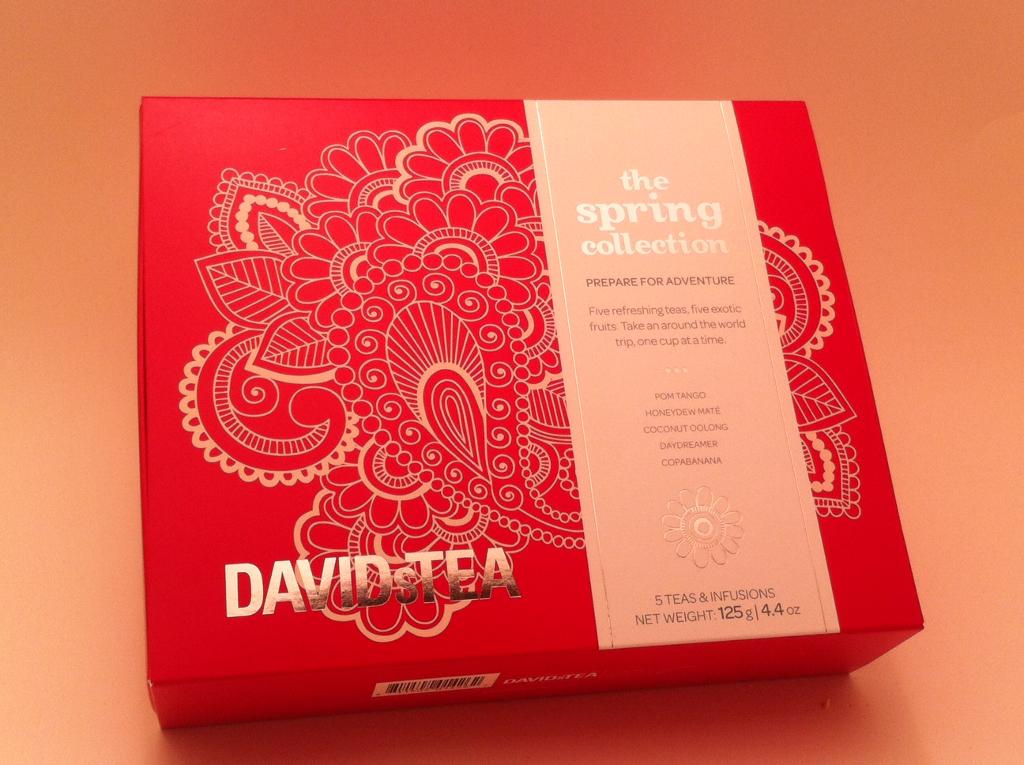 the
spring
collection
PREPARE FOR ADVENTURE
Five refreshing teas, five exotic
fruits. Take an around the world
trip, one cup at a time.
POM TANGO
HONEYDEW MATÉ
COCONUT OOLONG
DAYDREAMER
COPABANANA
5 TEAS & INFUSIONS
NET WEIGHT: 125 g | 4.4 oz
DAVIDsTEA
DAVIDsTEA